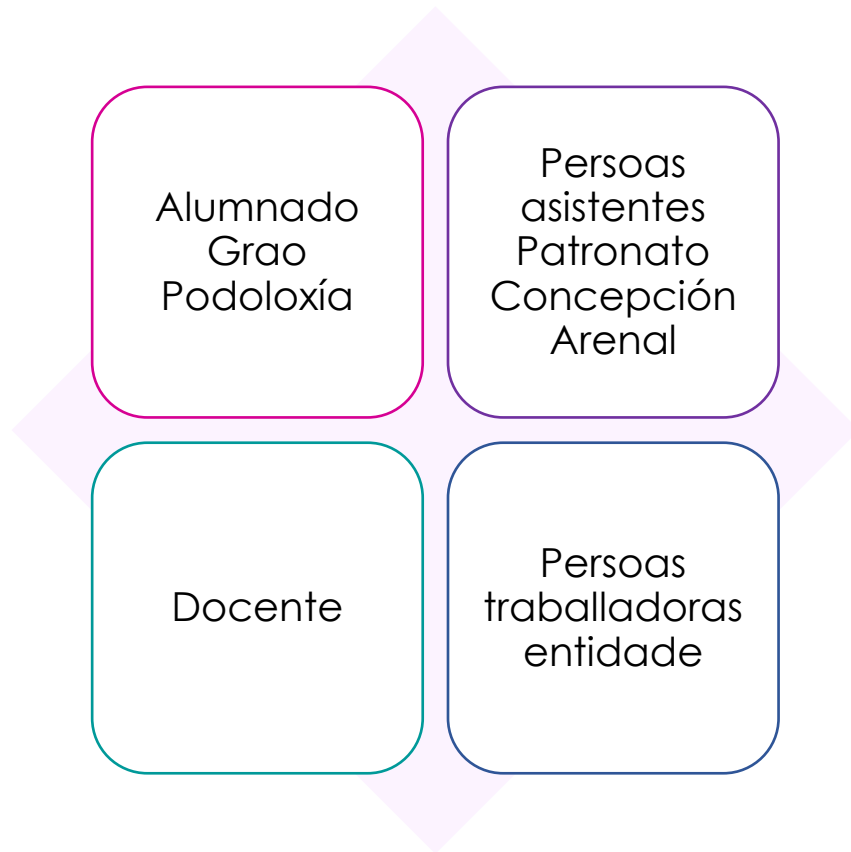 Alumnado
Grao
Podoloxía
Persoas
asistentes
Patronato
Concepción
Arenal
Docente
Persoas
traballadoras
entidade